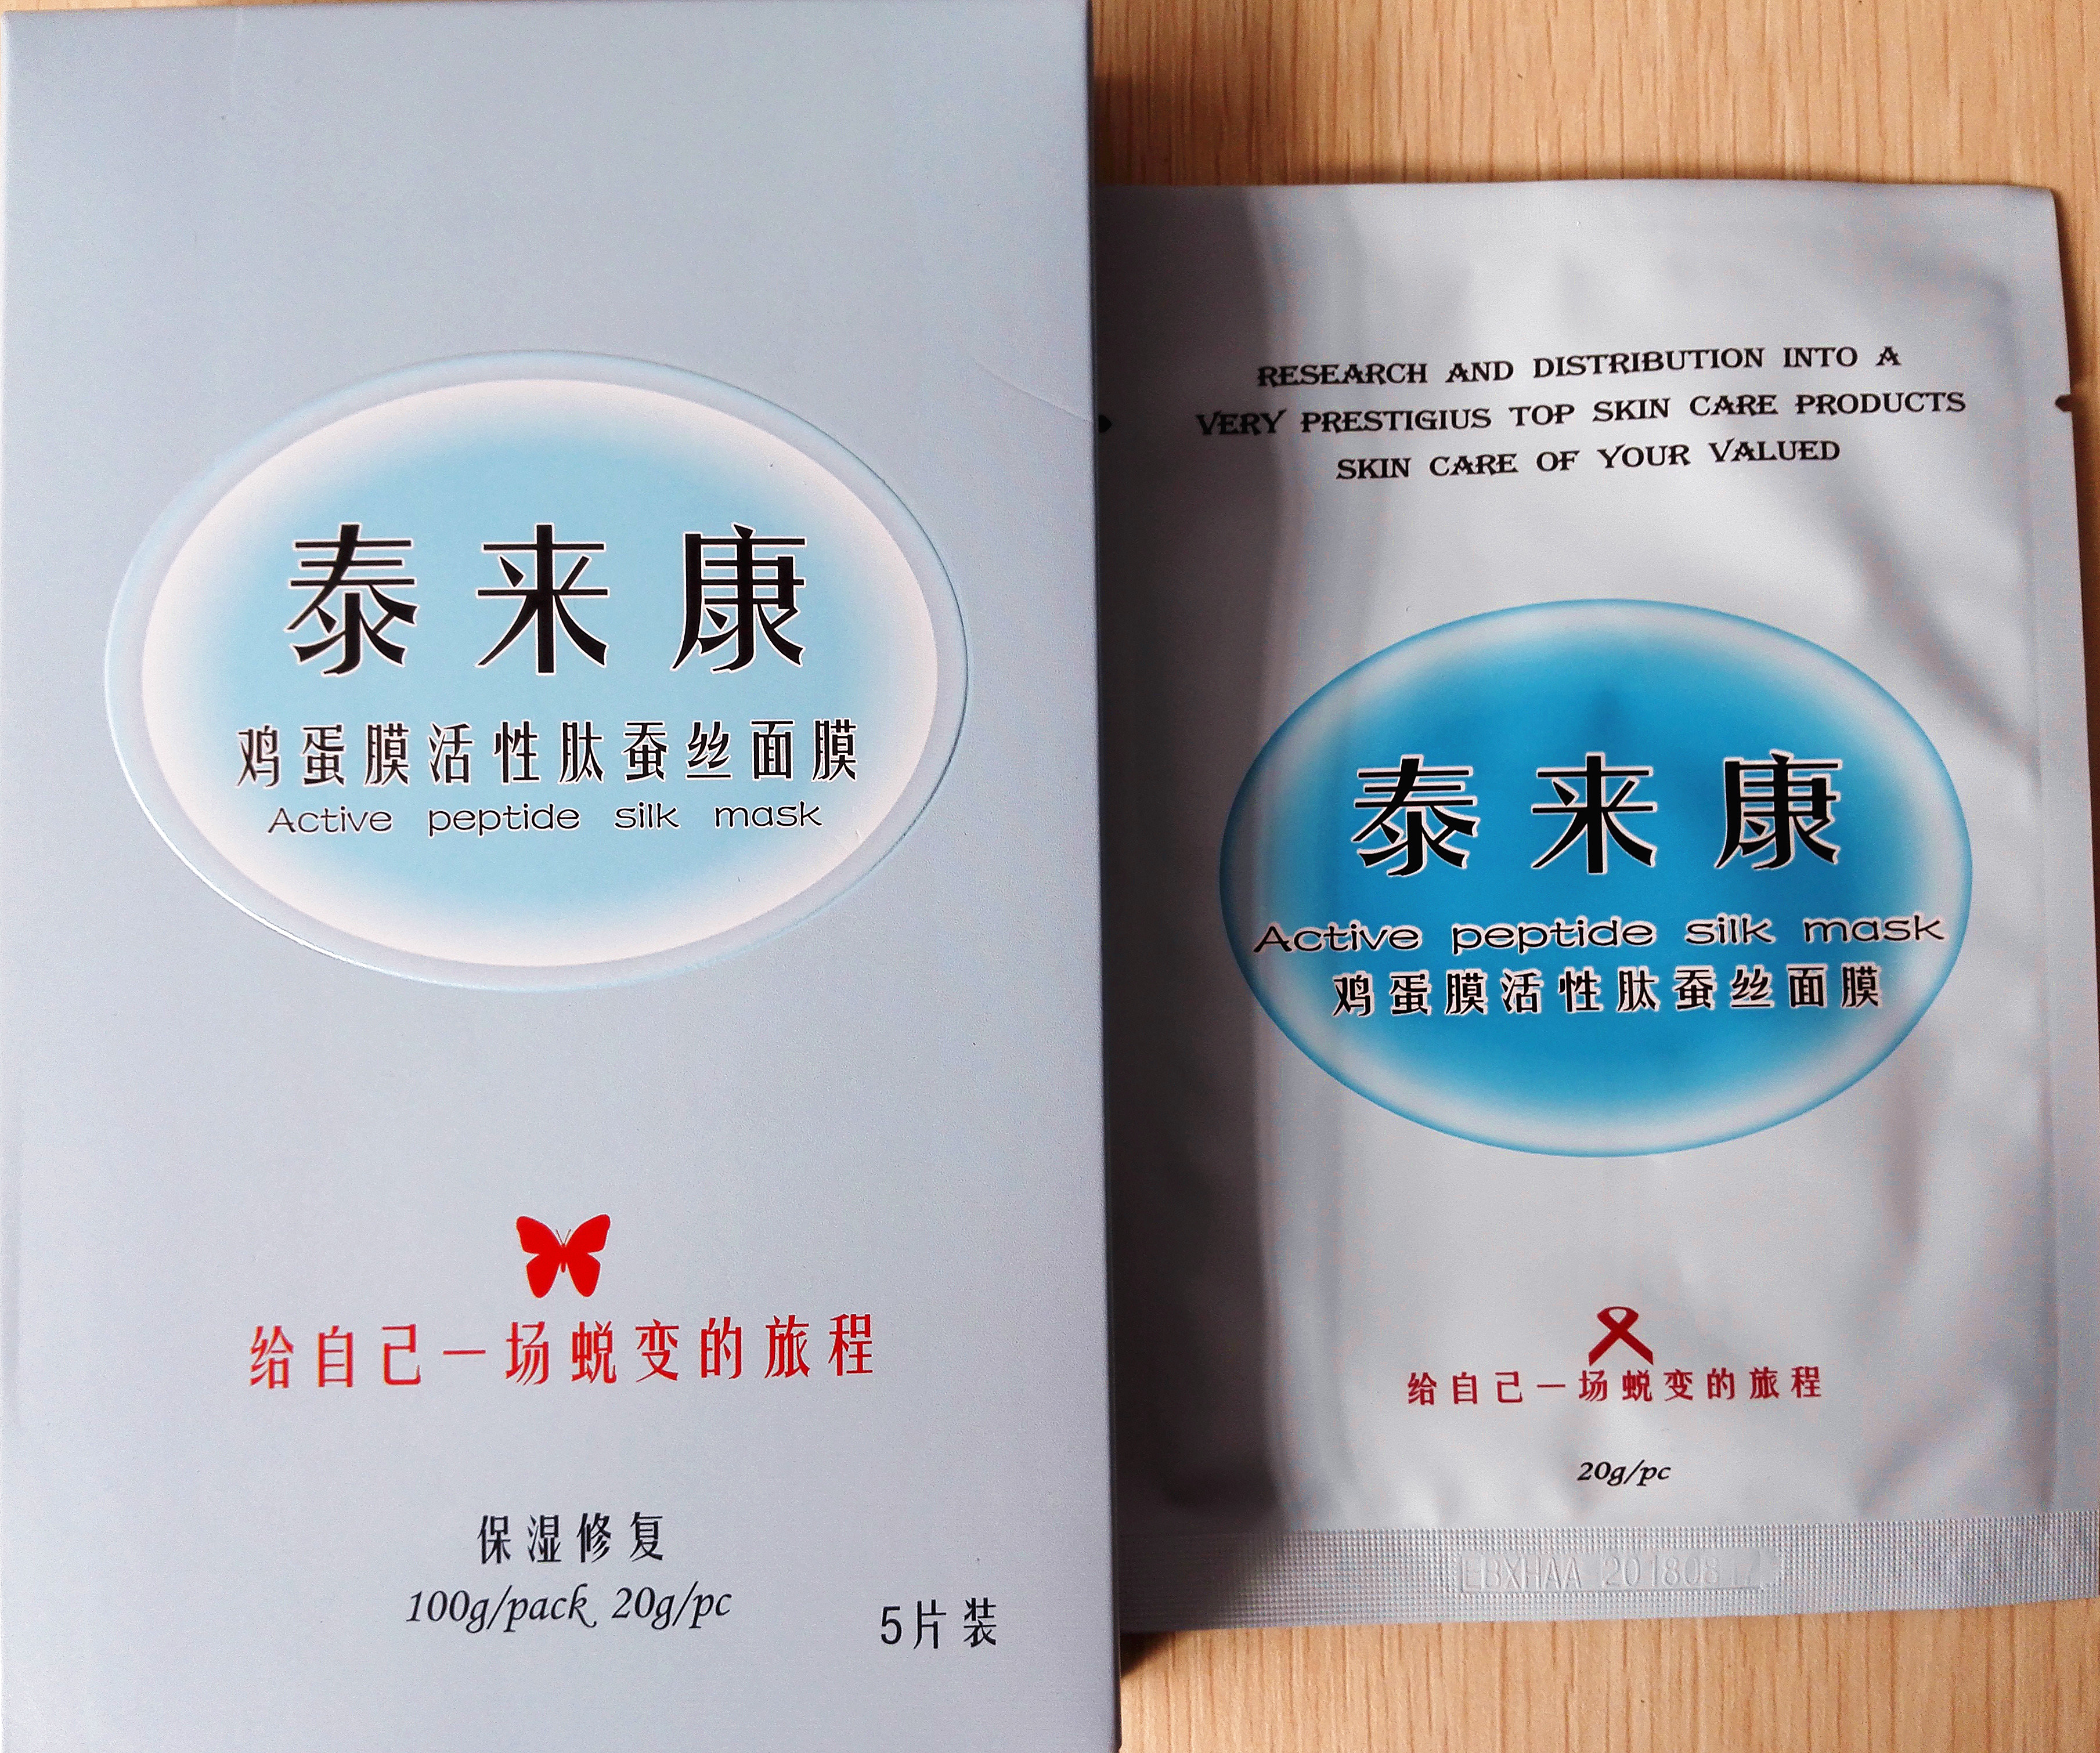 泰来康
鸡蛋膜活性肽蚕丝面膜
Active peptide silk mask
给自己一场蜕变的旅程
保湿修复
100g/pack 20g/pc
5片装
RESEARCH AND DISTRIBUTION INTO A
VERY PRESTIGIUS TOP SKIN CARE PRODUCTS
SKIN CARE OF YOUR VALUED
泰来康
Active peptide silk mask
鸡蛋膜活性肽蚕丝面膜
给自己一场蜕变的旅程
20g/pc